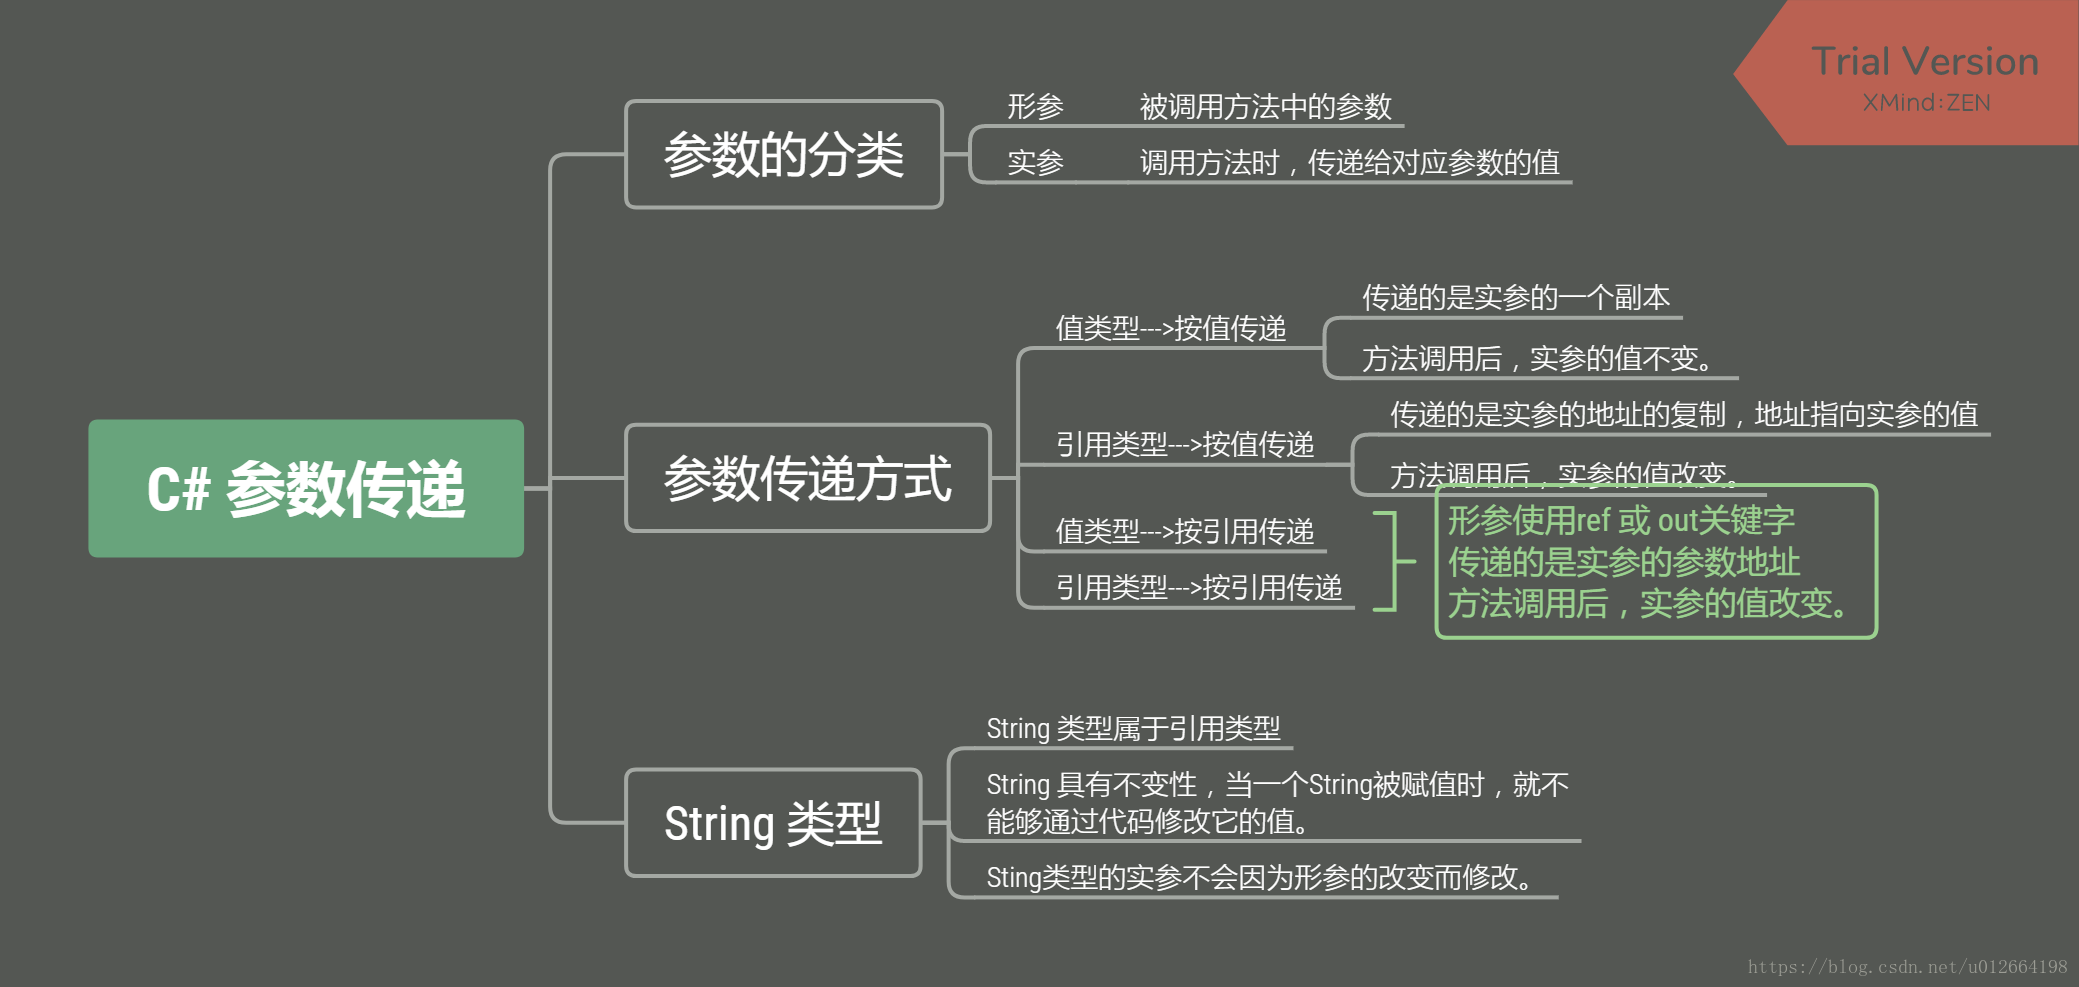 Trial Version
XMind:ZEN
C# 参数传递
参数的分类
形参
被调用方法中的参数
实参
调用方法时，传递给对应参数的值
参数传递方式
值类型--->按值传递
传递的是实参的一个副本
方法调用后，实参的值不变。
引用类型--->按值传递
传递的是实参的地址的复制，地址指向实参的值
方法调用后，实参的值改变。
值类型--->按引用传递
引用类型--->按引用传递
形参使用ref 或 out关键字
传递的是实参的参数地址
方法调用后，实参的值改变。
String 类型
String 类型属于引用类型
String 具有不变性，当一个String被赋值时，就不
能够通过代码修改它的值。
Sting类型的实参不会因为形参的改变而修改。
https://blog.csdn.net/u012664198